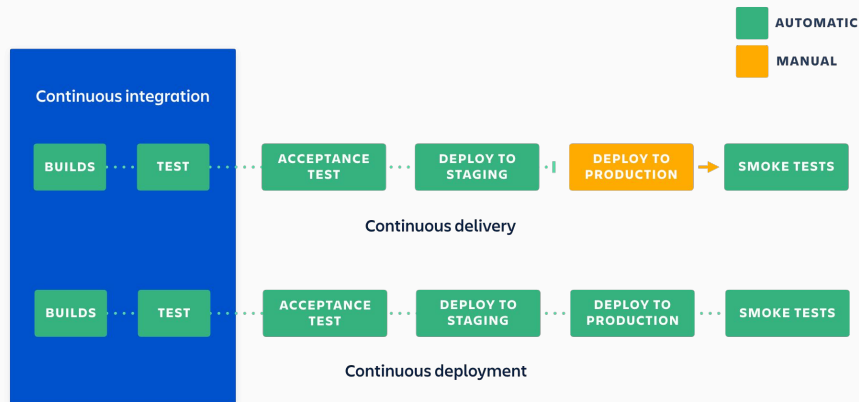 AUTOMATIC
MANUAL
Continuous integration
BUILDS
TEST
ACCEPTANCE
TEST
DEPLOY TO
STAGING
DEPLOY TO
PRODUCTION
SMOKE TESTS
Continuous delivery
BUILDS
TEST
ACCEPTANCE
TEST
DEPLOY TO
STAGING
DEPLOY TO
PRODUCTION
SMOKE TESTS
Continuous deployment